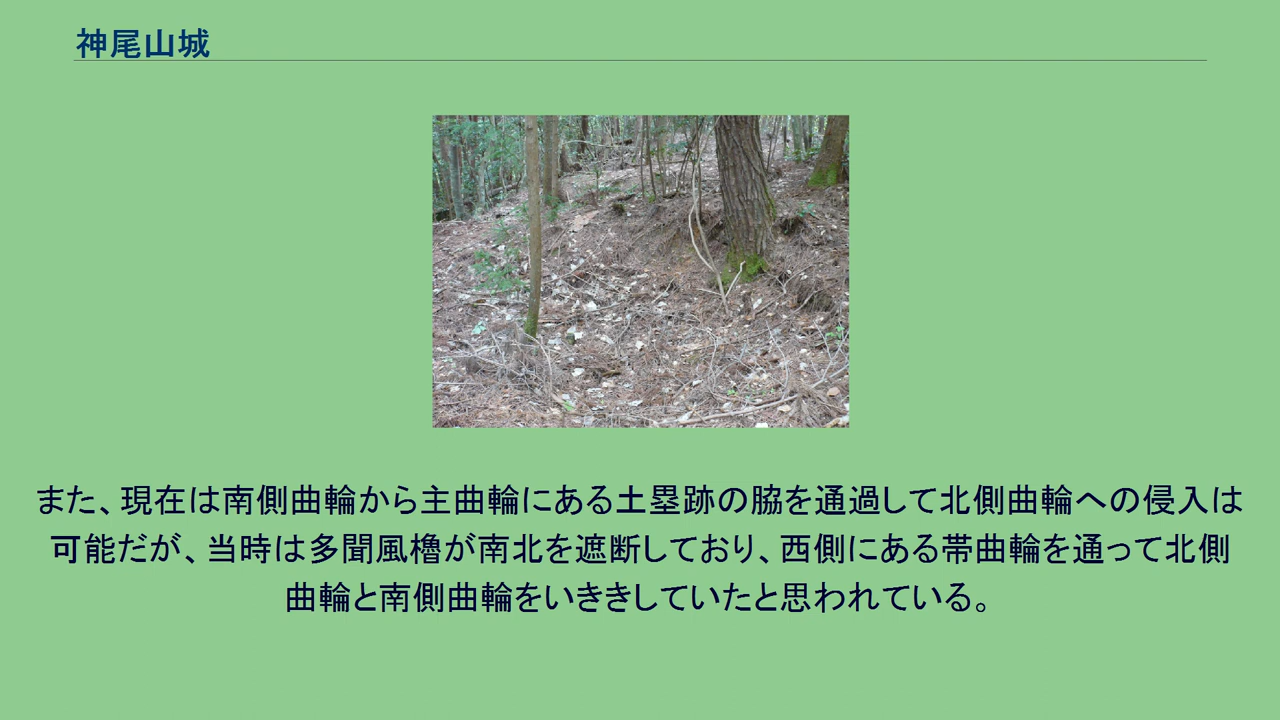 神尾山城
また、現在は南側曲輪から主曲輪にある土塁跡の脇を通過して北側曲輪への侵入は
可能だが、当時は多聞風櫓が南北を遮断しており、西側にある帯曲輪を通って北側
曲輪と南側曲輪をいききしていたと思われている。